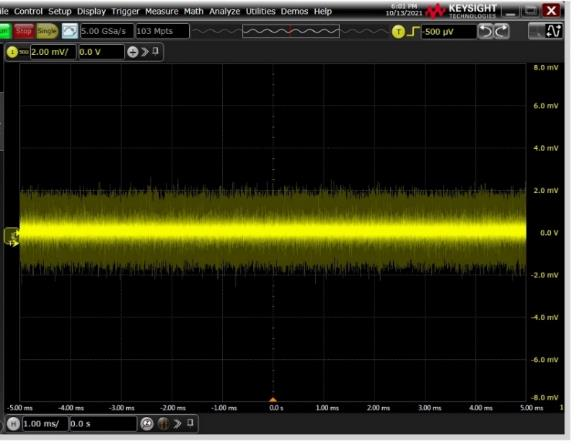 File Control Setup Display Trigger Measure Math Analyze Utilities Demos Help
6:01 PM
10/13/2021
KEYSIGHT
TECHNOLOGIES
Run Stop Single 5.00 GSa/s 103 Mpts T -500 µV
1 50Ω 2.00 mV/ 0.0 V
8.0 mV
6.0 mV
4.0 mV
2.0 mV
0.0 V
-2.0 mV
-4.0 mV
-6.0 mV
-8.0 mV
-5.00 ms -4.00 ms -3.00 ms -2.00 ms -1.00 ms 0.0 s 1.00 ms 2.00 ms 3.00 ms 4.00 ms 5.00 ms 1
H 1.00 ms/ 0.0 s